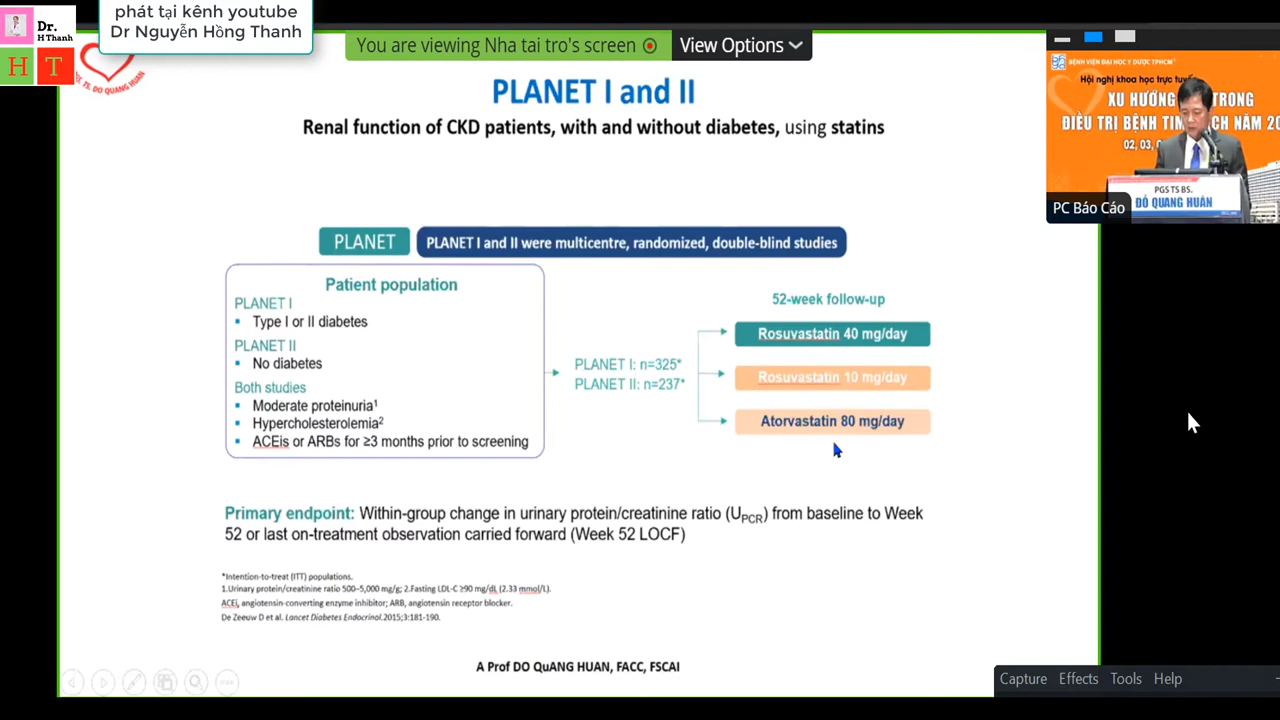 phát tại kênh youtube
Dr Nguyễn Hồng Thanh
Dr.
H Thanh
H T
TS. DO QUANG HUAN
You are viewing Nha tai tro's screen
View Options
PLANET I and II
Renal function of CKD patients, with and without diabetes, using statins
BỆNH VIỆN ĐẠI HỌC Y DƯỢC TPHCM
Hội nghị khoa học trực tuyến
XU HƯỚNG TRONG
ĐIỀU TRỊ BỆNH TIM CH NĂM 20
02, 03,
PGS TS BS.
ĐỖ QUANG HUÂN
PC Báo Cáo
PLANET
PLANET I and II were multicentre, randomized, double-blind studies
Patient population
PLANET I
▪ Type I or II diabetes
PLANET II
▪ No diabetes
Both studies
▪ Moderate proteinuria¹
▪ Hypercholesterolemia²
▪ ACEis or ARBs for ≥3 months prior to screening
PLANET I: n=325*
PLANET II: n=237*
52-week follow-up
Rosuvastatin 40 mg/day
Rosuvastatin 10 mg/day
Atorvastatin 80 mg/day
Primary endpoint: Within-group change in urinary protein/creatinine ratio (UPCR) from baseline to Week
52 or last on-treatment observation carried forward (Week 52 LOCF)
*Intention-to-treat (ITT) populations.
1.Urinary protein/creatinine ratio 500–5,000 mg/g; 2.Fasting LDL-C ≥90 mg/dL (2.33 mmol/L).
ACEi, angiotensin-converting enzyme inhibitor; ARB, angiotensin receptor blocker.
De Zeeuw D et al. Lancet Diabetes Endocrinol.2015;3:181-190.
A Prof DO QuANG HUAN, FACC, FSCAI
Capture Effects Tools Help